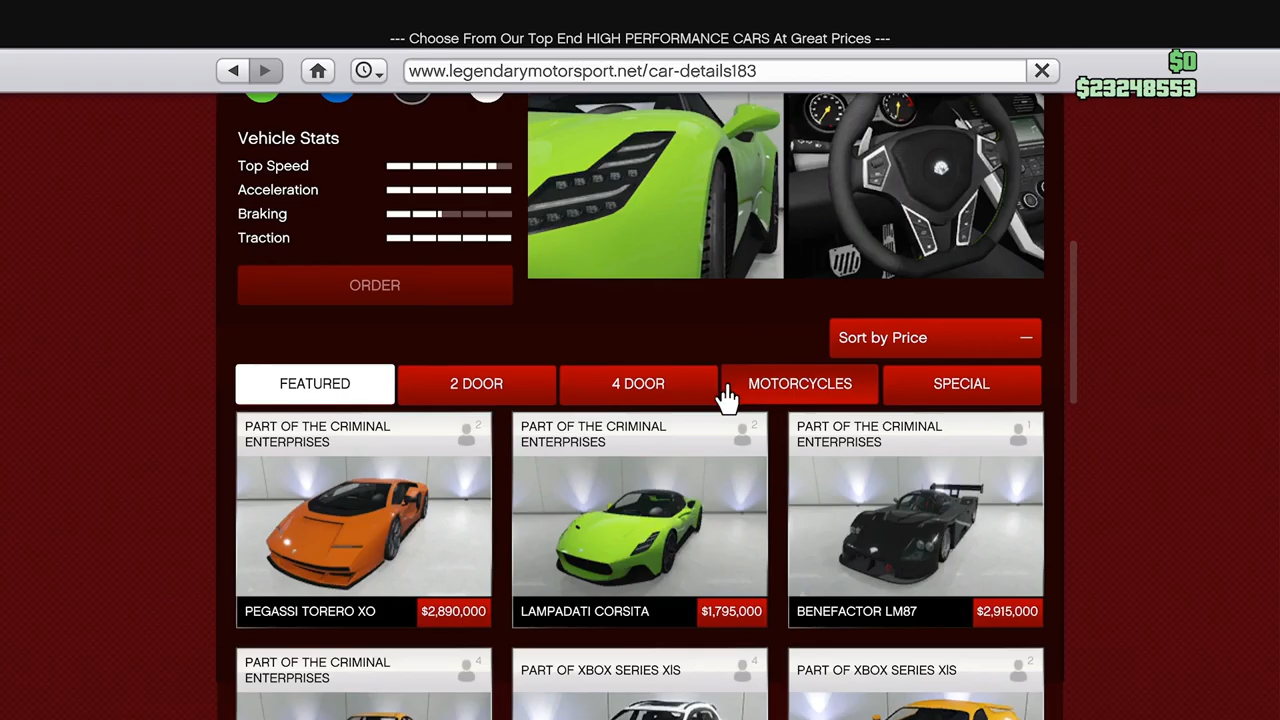 --- Choose From Our Top End HIGH PERFORMANCE CARS At Great Prices ---
www.legendarymotorsport.net/car-details183
$0
$23248553
Vehicle Stats
Top Speed
Acceleration
Braking
Traction
ORDER
Sort by Price
FEATURED
2 DOOR
4 DOOR
MOTORCYCLES
SPECIAL
PART OF THE CRIMINAL
ENTERPRISES
2
PART OF THE CRIMINAL
ENTERPRISES
2
PART OF THE CRIMINAL
ENTERPRISES
1
PEGASSI TORERO XO
$2,890,000
LAMPADATI CORSITA
$1,795,000
BENEFACTOR LM87
$2,915,000
PART OF THE CRIMINAL
ENTERPRISES
4
PART OF XBOX SERIES X|S
4
PART OF XBOX SERIES X|S
2